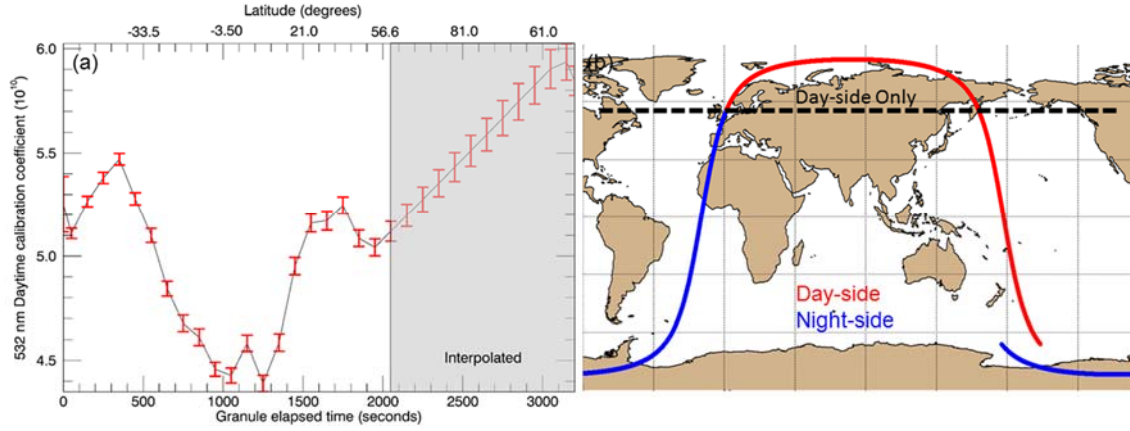 Latitude (degrees)
-33.5 -3.50 21.0 56.6 81.0 61.0
(a)
6.0
5.5
5.0
4.5
532 nm Daytime calibration coefficient (10¹⁰)
Interpolated
0 500 1000 1500 2000 2500 3000
Granule elapsed time (seconds)
(b)
Day-side Only
Day-side
Night-side